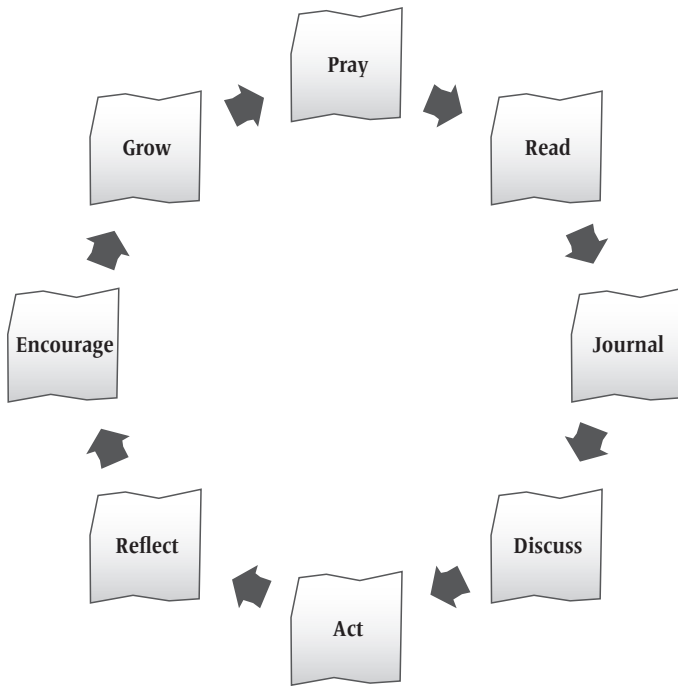 Pray
Read
Journal
Discuss
Act
Reflect
Encourage
Grow